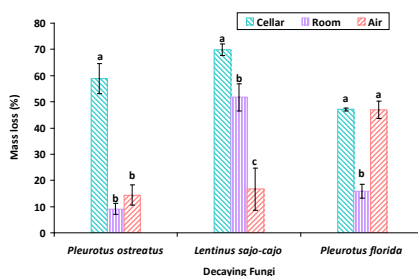 Cellar Room Air
80
70
60
50
40
30
20
10
0
Mass loss (%)
a
b
b
a
b
c
a
b
a
Pleurotus ostreatus Lentinus sajo-cajo Pleurotus florida
Decaying Fungi